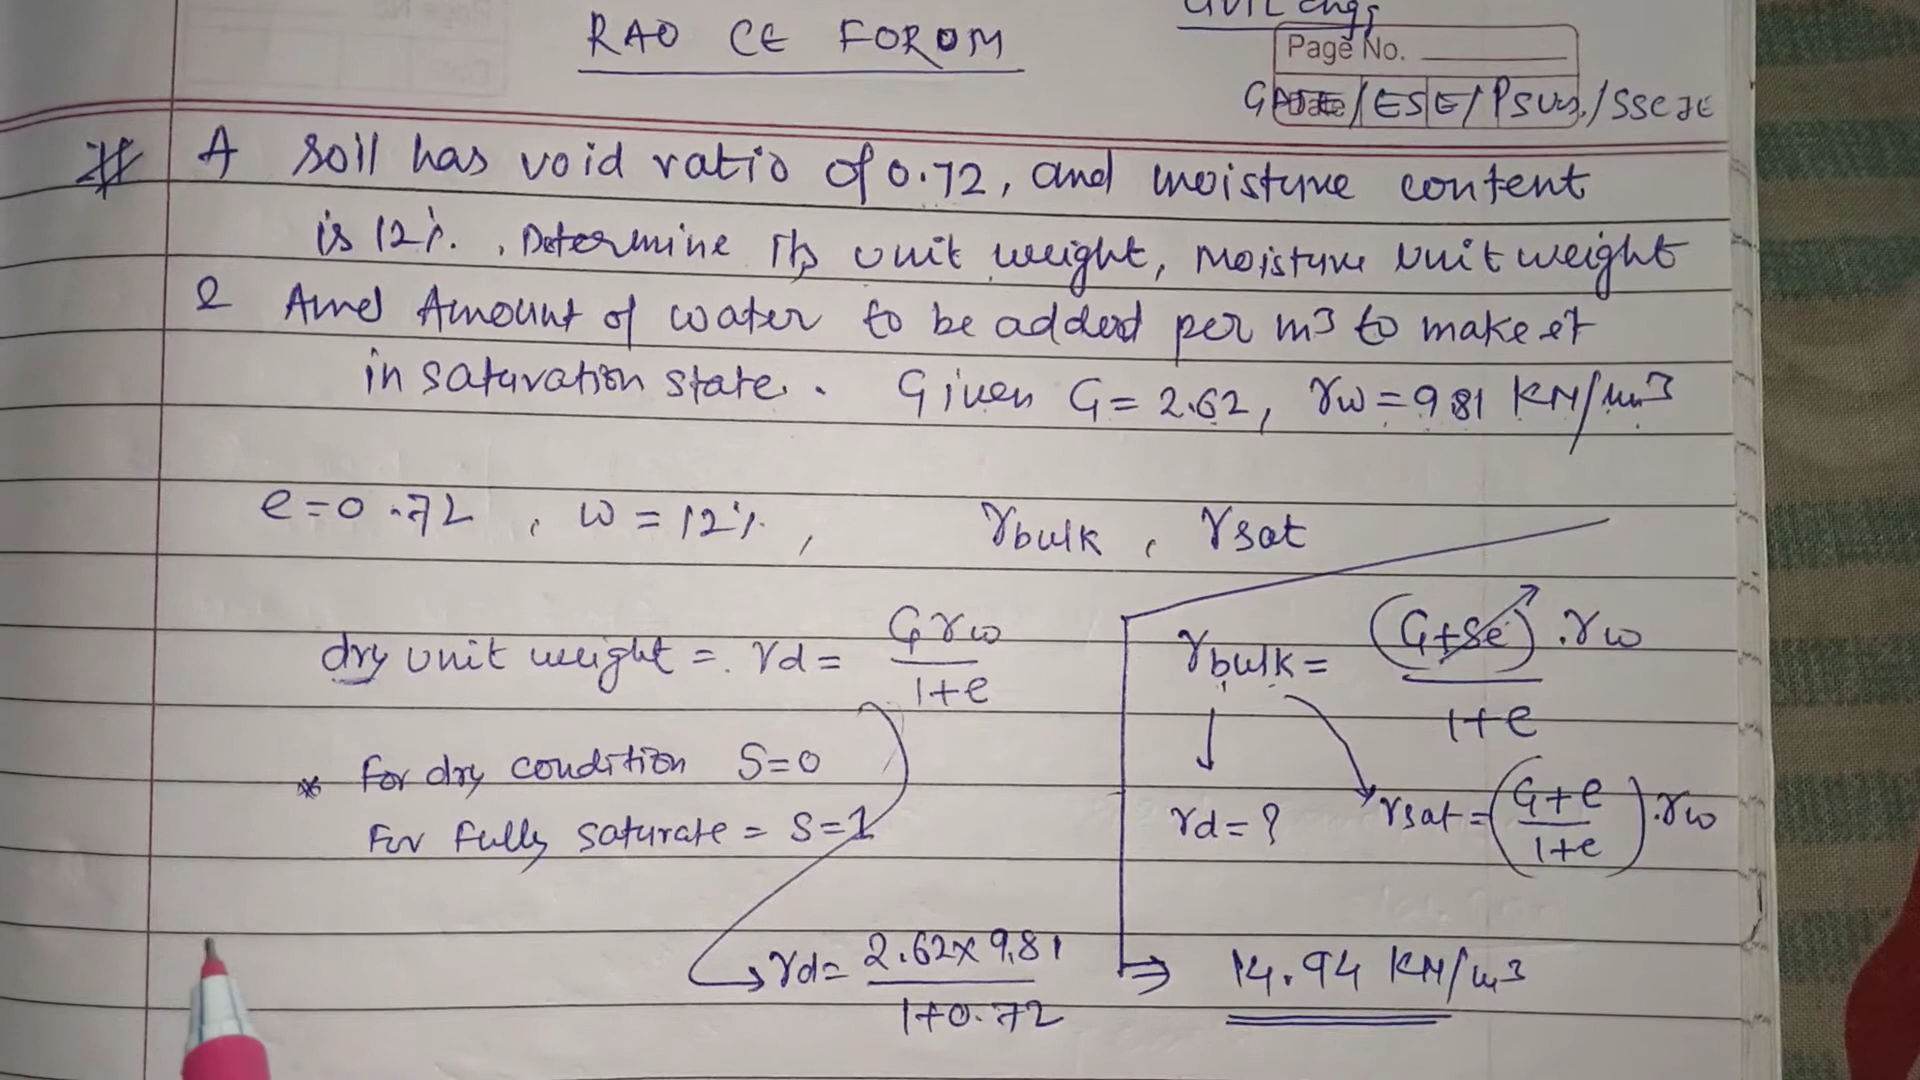 Civil engg
RAO CE FOROM
Page No.
GATE/ESE/PSUs./SSC JE
# A soil has void ratio of 0.72, and moisture content
is 12%. , Determine its unit weight, Moisture unit weight
& And Amount of water to be added per m3 to make it
in saturation state. . Given G = 2.62, γw = 9.81 KN/m3
e = 0.72 , w = 12% , γbulk , γsat
dry unit weight = γd = Gγw / 1+e
γbulk = (G+Se).γw / 1+e
* For dry condition S=0
For fully saturate = S=1
γd = ?
γsat = (G+e / 1+e).γw
γd = 2.62x9.81 / 1+0.72
⇒ 14.94 KN/m3